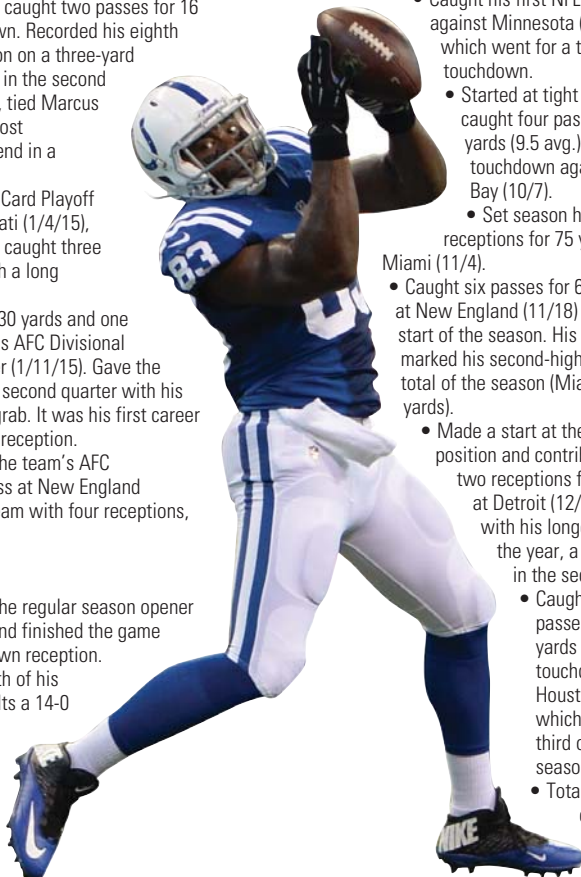 caught two passes for 16
wn. Recorded his eighth
on on a three-yard
in the second
, tied Marcus
ost
end in a
Card Playoff
ati (1/4/15),
caught three
h a long
30 yards and one
s AFC Divisional
r (1/11/15). Gave the
second quarter with his
grab. It was his first career
reception.
he team's AFC
ss at New England
am with four receptions,
he regular season opener
nd finished the game
wn reception.
th of his
lts a 14-0
• Caught his first NFL
against Minnesota (
which went for a t
touchdown.
• Started at tight
caught four pas
yards (9.5 avg.)
touchdown aga
Bay (10/7).
• Set season h
receptions for 75 y
Miami (11/4).
• Caught six passes for 6
at New England (11/18)
start of the season. His
marked his second-high
total of the season (Mia
yards).
• Made a start at the
position and contrib
two receptions f
at Detroit (12/
with his longe
the year, a
in the sec
• Caugh
passe
yards
touchd
Houst
which
third c
seaso
• Tota
83
83
NIKE
NIKE